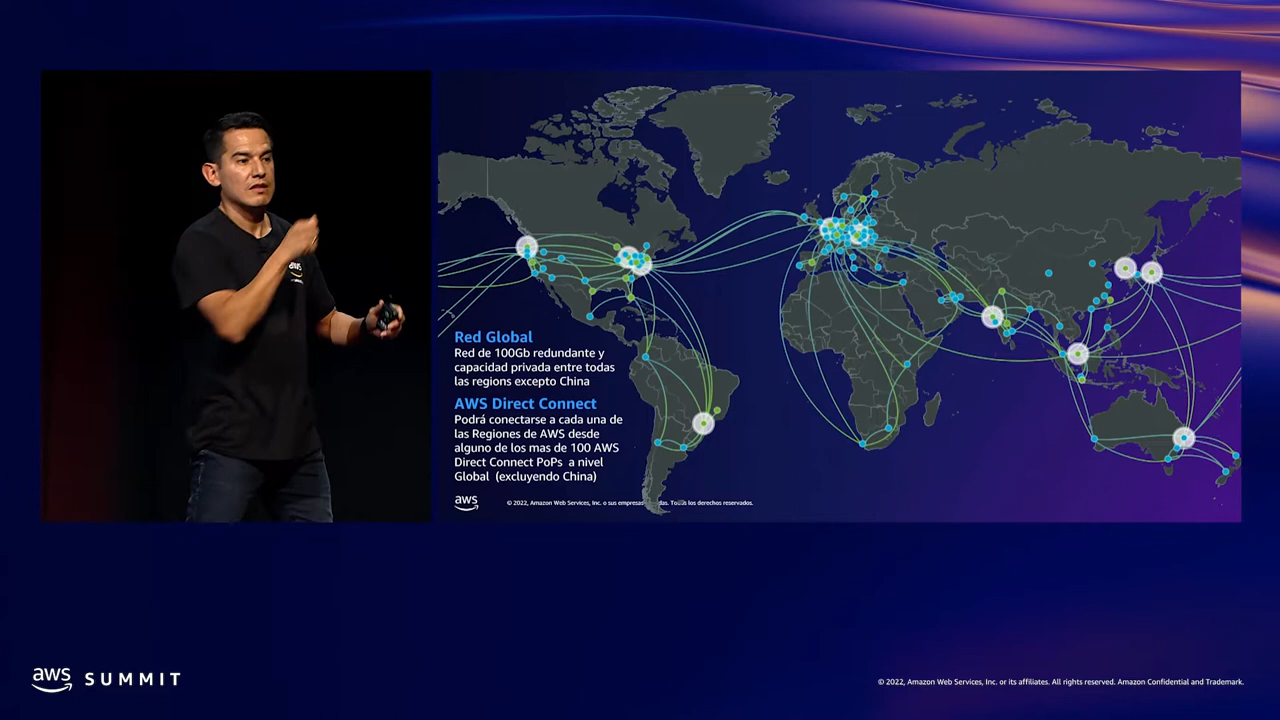 aws
Red Global
Red de 100Gb redundante y
capacidad privada entre todas
las regions excepto China
AWS Direct Connect
Podrá conectarse a cada una de
las Regiones de AWS desde
alguno de los mas de 100 AWS
Direct Connect PoPs a nivel
Global (excluyendo China)
aws
© 2022, Amazon Web Services, Inc. o sus empresas los derechos reservados.
aws SUMMIT
© 2022, Amazon Web Services, Inc. or its affiliates. All rights reserved. Amazon Confidential and Trademark.